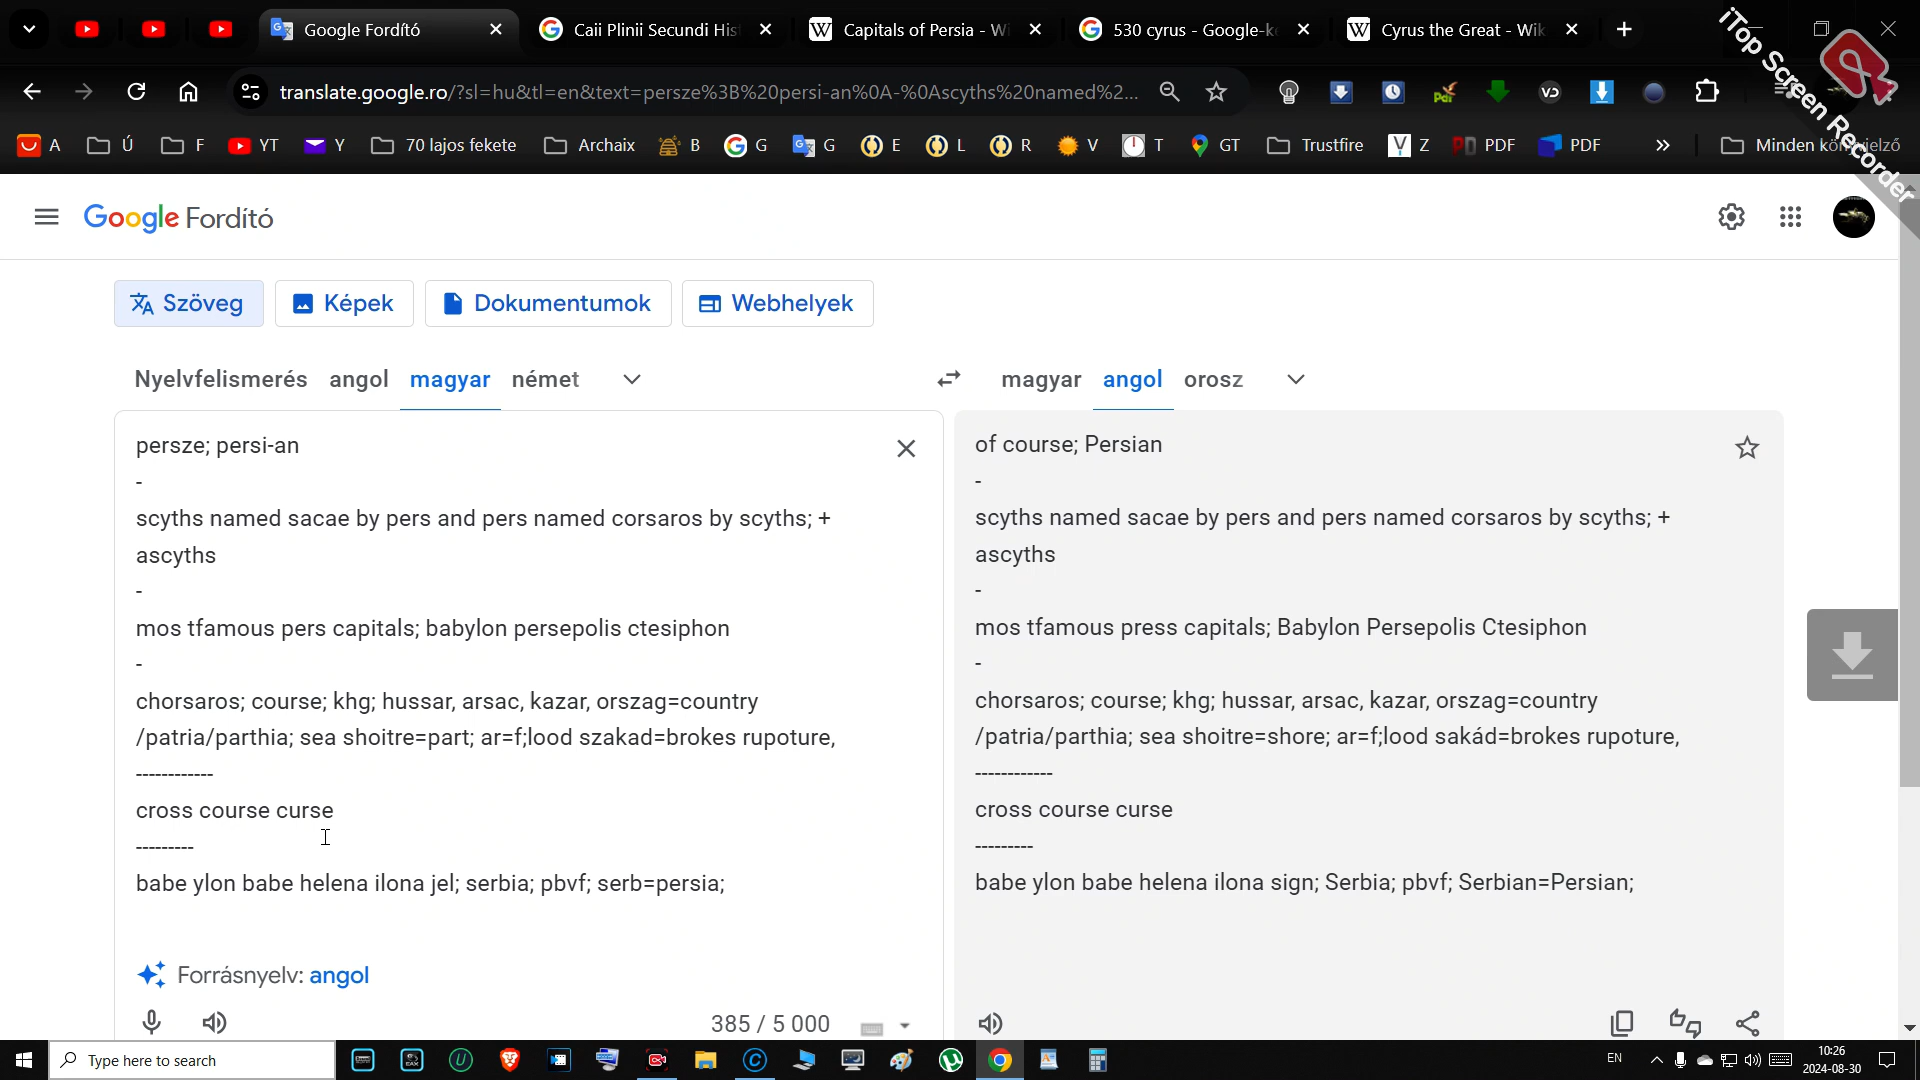 Google Fordító
Caii Plinii Secundi His
Capitals of Persia - Wi
530 cyrus - Google-k
Cyrus the Great - Wik
iTop Screen Recorder
translate.google.ro/?sl=hu&tl=en&text=persze%3B%20persi-an%0A-%0Ascyths%20named%2...
A
Ú
F
YT
Y
70 lajos fekete
Archaix
B
G
G
E
L
R
V
T
GT
Trustfire
Z
PDF
PDF
Google Fordító
Szöveg
Képek
Dokumentumok
Webhelyek
Nyelvfelismerés angol magyar német
magyar angol orosz
persze; persi-an
-
scyths named sacae by pers and pers named corsaros by scyths; +
ascyths
-
mos tfamous pers capitals; babylon persepolis ctesiphon
-
chorsaros; course; khg; hussar, arsac, kazar, orszag=country
/patria/parthia; sea shoitre=part; ar=f;lood szakad=brokes rupoture,
------------
cross course curse
---------
babe ylon babe helena ilona jel; serbia; pbvf; serb=persia;
Forrásnyelv: angol
385 / 5 000
of course; Persian
-
scyths named sacae by pers and pers named corsaros by scyths; +
ascyths
-
mos tfamous press capitals; Babylon Persepolis Ctesiphon
-
chorsaros; course; khg; hussar, arsac, kazar, orszag=country
/patria/parthia; sea shoitre=shore; ar=f;lood sakád=brokes rupoture,
------------
cross course curse
---------
babe ylon babe helena ilona sign; Serbia; pbvf; Serbian=Persian;
Type here to search
EN
10:26
2024-08-30